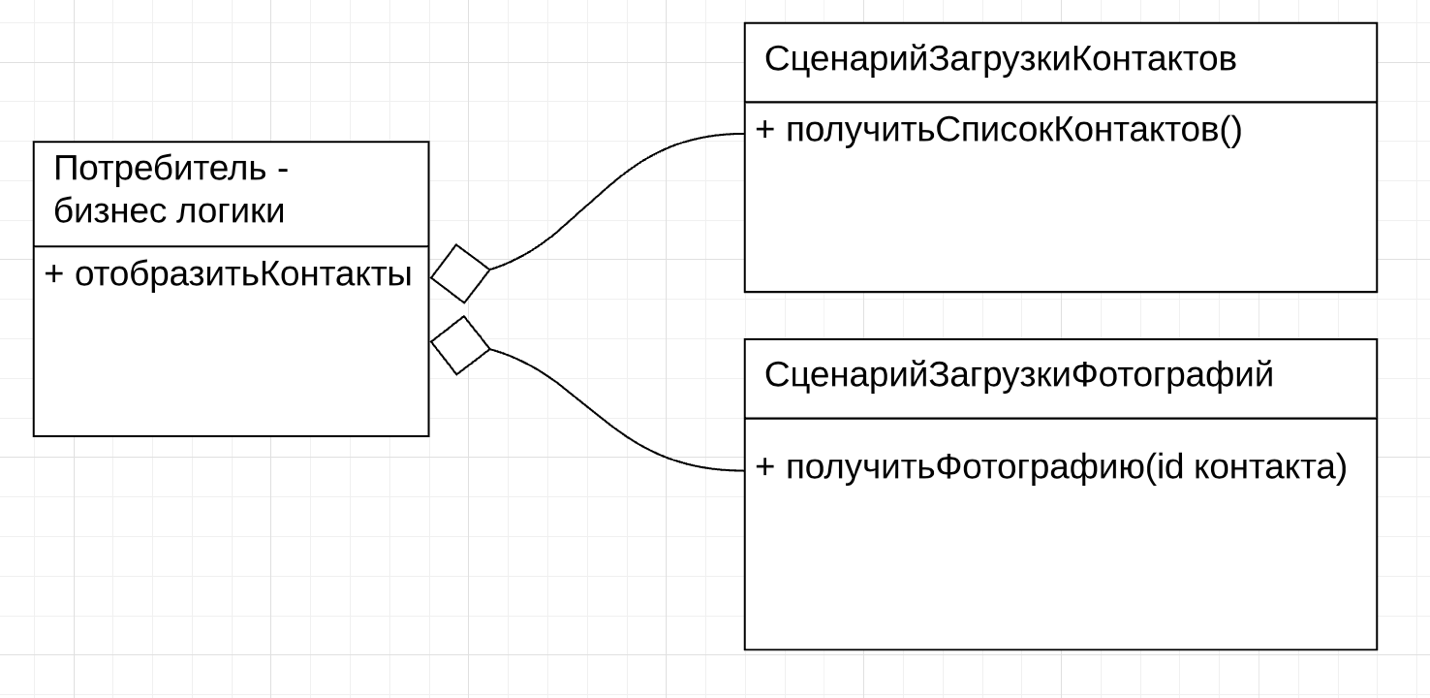 Потребитель -
бизнес логики
+ отобразитьКонтакты
СценарийЗагрузкиКонтактов
+ получитьСписокКонтактов()
СценарийЗагрузкиФотографий
+ получитьФотографию(id контакта)